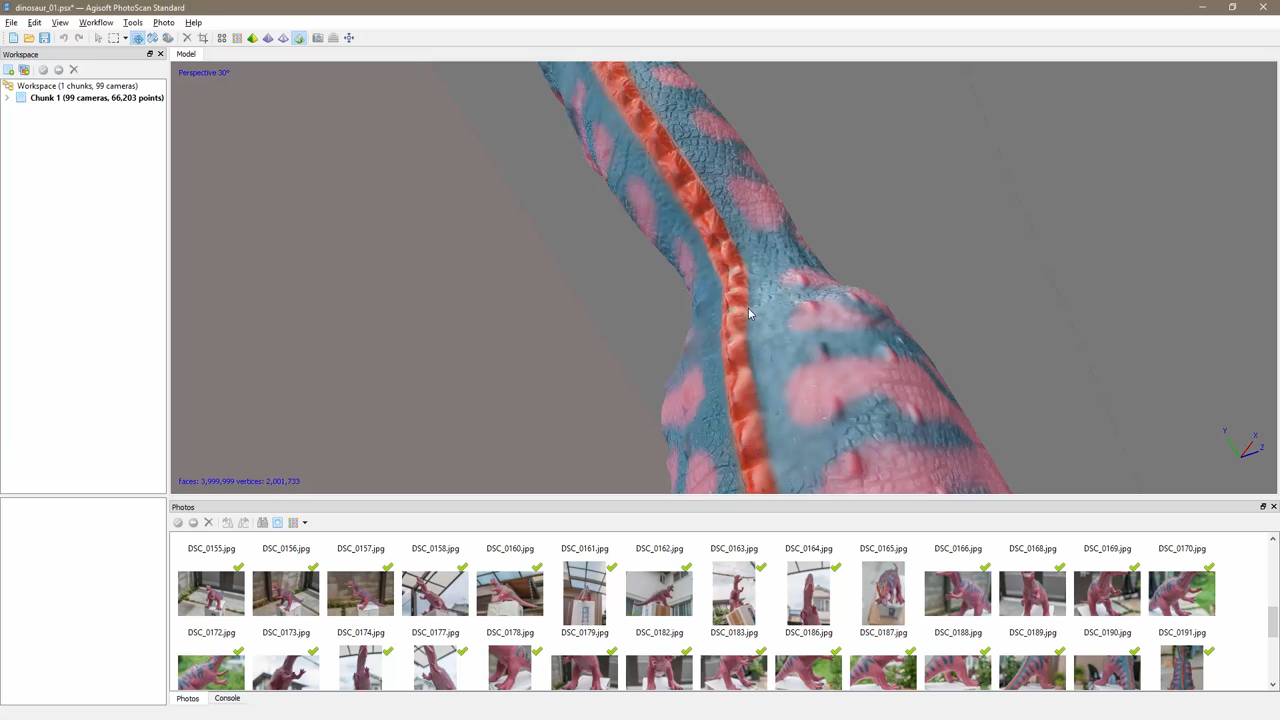 dinosaur_01.psx* — Agisoft PhotoScan Standard
File Edit View Workflow Tools Photo Help
Workspace
Model
Perspective 30°
Workspace (1 chunks, 99 cameras)
Chunk 1 (99 cameras, 66,203 points)
Y
X
Z
faces: 3,999,999 vertices: 2,001,733
Photos
DSC_0155.jpg DSC_0156.jpg DSC_0157.jpg DSC_0158.jpg DSC_0160.jpg DSC_0161.jpg DSC_0162.jpg DSC_0163.jpg DSC_0164.jpg DSC_0165.jpg DSC_0166.jpg DSC_0168.jpg DSC_0169.jpg DSC_0170.jpg
DSC_0172.jpg DSC_0173.jpg DSC_0174.jpg DSC_0177.jpg DSC_0178.jpg DSC_0179.jpg DSC_0182.jpg DSC_0183.jpg DSC_0186.jpg DSC_0187.jpg DSC_0188.jpg DSC_0189.jpg DSC_0190.jpg DSC_0191.jpg
Photos Console